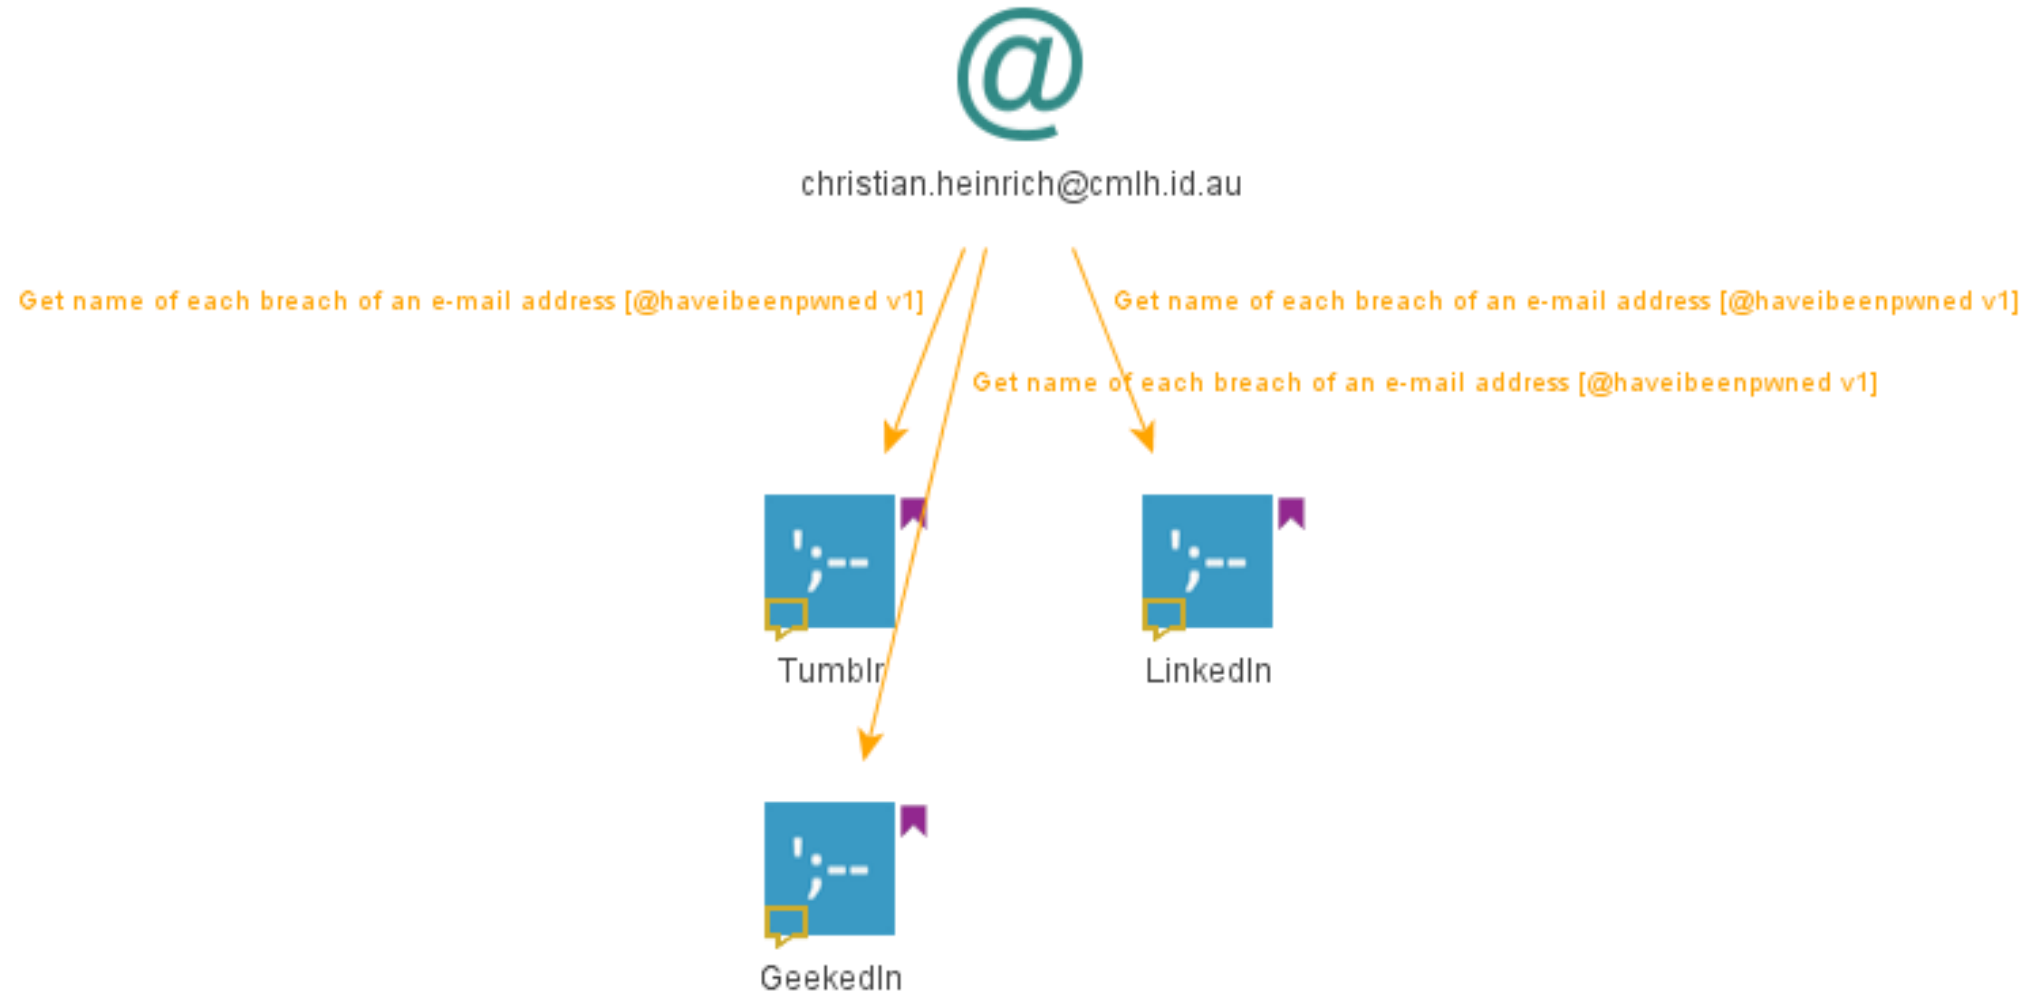 @
christian.heinrich@cmlh.id.au
Get name of each breach of an e-mail address [@haveibeenpwned v1]
Get name of each breach of an e-mail address [@haveibeenpwned v1]
Get name of each breach of an e-mail address [@haveibeenpwned v1]
';--
';--
Tumblr
LinkedIn
';--
GeekedIn